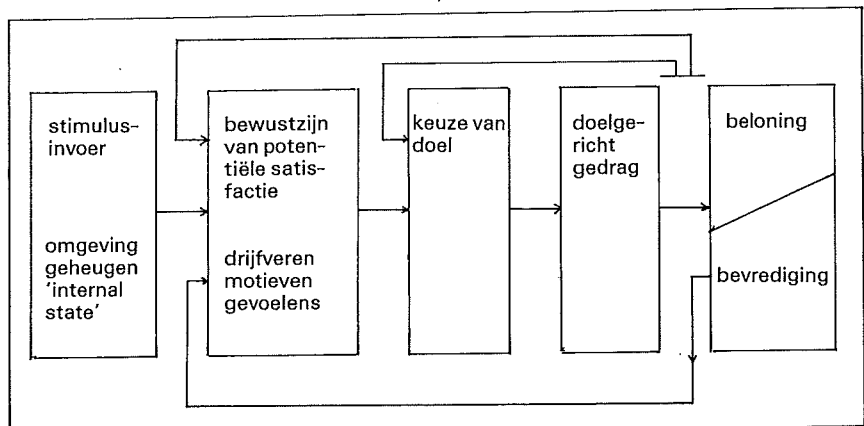 stimulus-
invoer
omgeving
geheugen
'internal
state'
bewustzijn
van poten-
tiële satis-
factie
drijfveren
motieven
gevoelens
keuze van
doel
doelge-
richt
gedrag
beloning
bevrediging